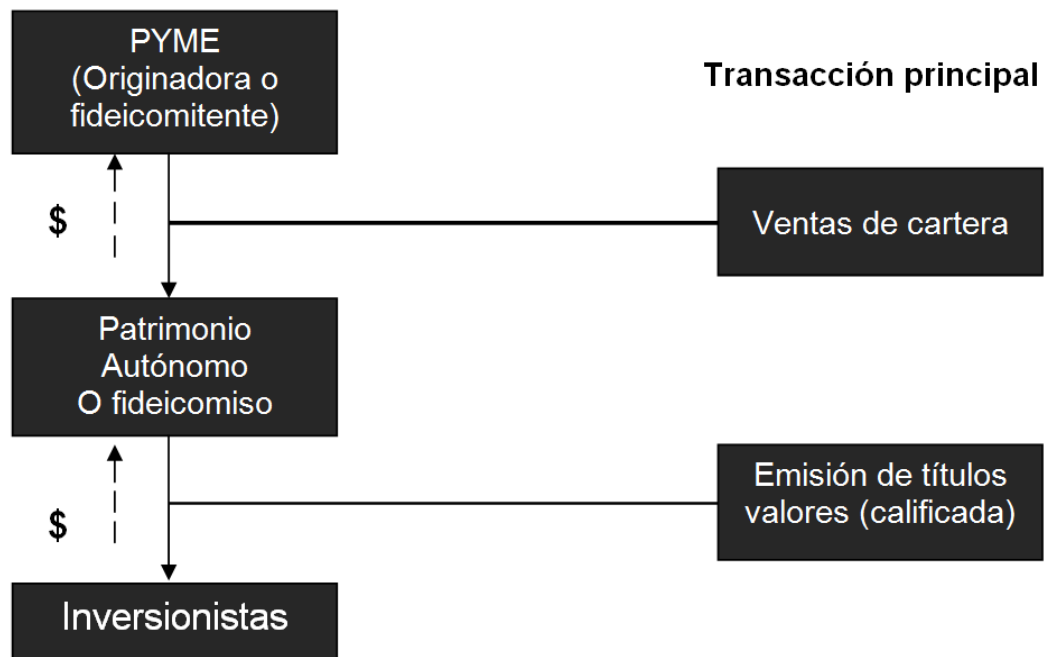 PYME
(Originadora o
fideicomitente)
Transacción principal
$
Ventas de cartera
Patrimonio
Autónomo
O fideicomiso
$
Emisión de títulos
valores (calificada)
Inversionistas